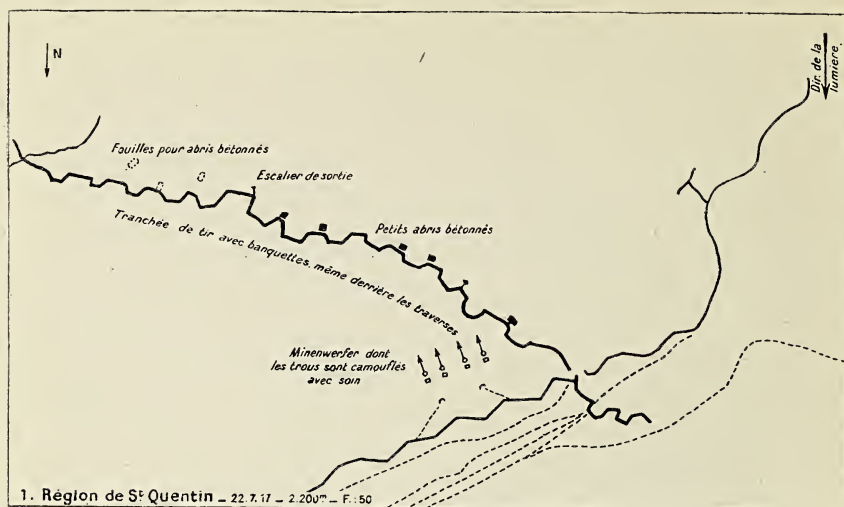 N
Dir. de la
lumiere.
Fouilles pour abris bétonnés
Escalier de sortie
Petits abris bétonnés
Tranchée de tir avec banquettes, même derrière les traverses
Minenwerfer dont
les trous sont camouflés
avec soin
1. Région de St Quentin _ 22.7.17 _ 2.200m _ F.:50